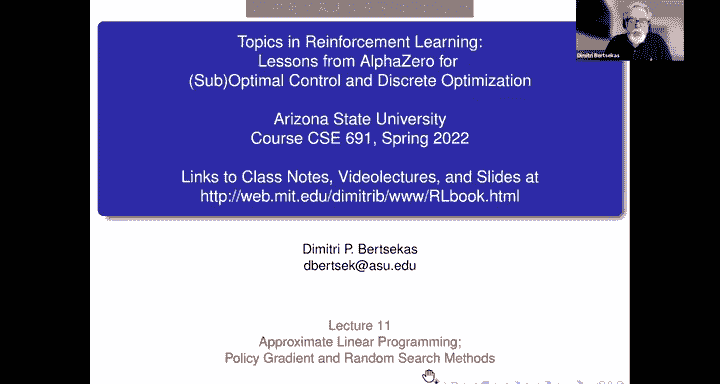 Topics in Reinforcement Learning:
Lessons from AlphaZero for
(Sub)Optimal Control and Discrete Optimization
Arizona State University
Course CSE 691, Spring 2022
Links to Class Notes, Videolectures, and Slides at
http://web.mit.edu/dimitrib/www/RLbook.html
Dimitri P. Bertsekas
dbertsek@asu.edu
Lecture 11
Approximate Linear Programming;
Policy Gradient and Random Search Methods
Dimitri Bertsekas